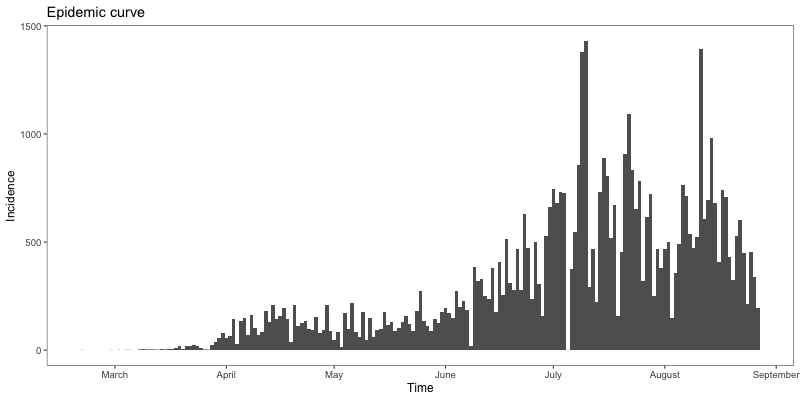 Epidemic curve
1500
1000
500
0
Incidence
March April May June July August September
Time